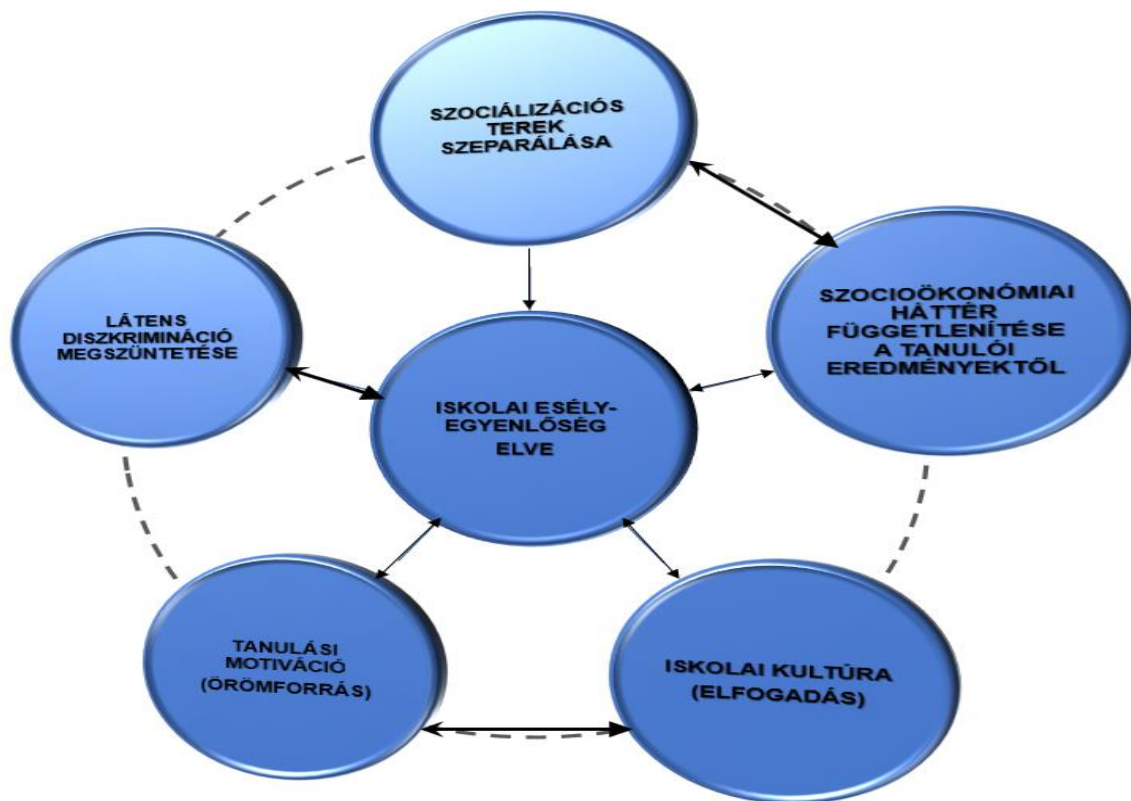 SZOCIÁLIZÁCIÓS
TEREK
SZEPARÁLÁSA
SZOCIOÖKONÓMIAI
HÁTTÉR
FÜGGETLENÍTÉSE
A TANULÓI
EREDMÉNYEKTŐL
LÁTENS
DISZKRIMINÁCIÓ
MEGSZÜNTETÉSE
ISKOLAI ESÉLY-
EGYENLŐSÉG
ELVE
TANULÁSI
MOTIVÁCIÓ
(ÖRÖMFORRÁS)
ISKOLAI KULTÚRA
(ELFOGADÁS)